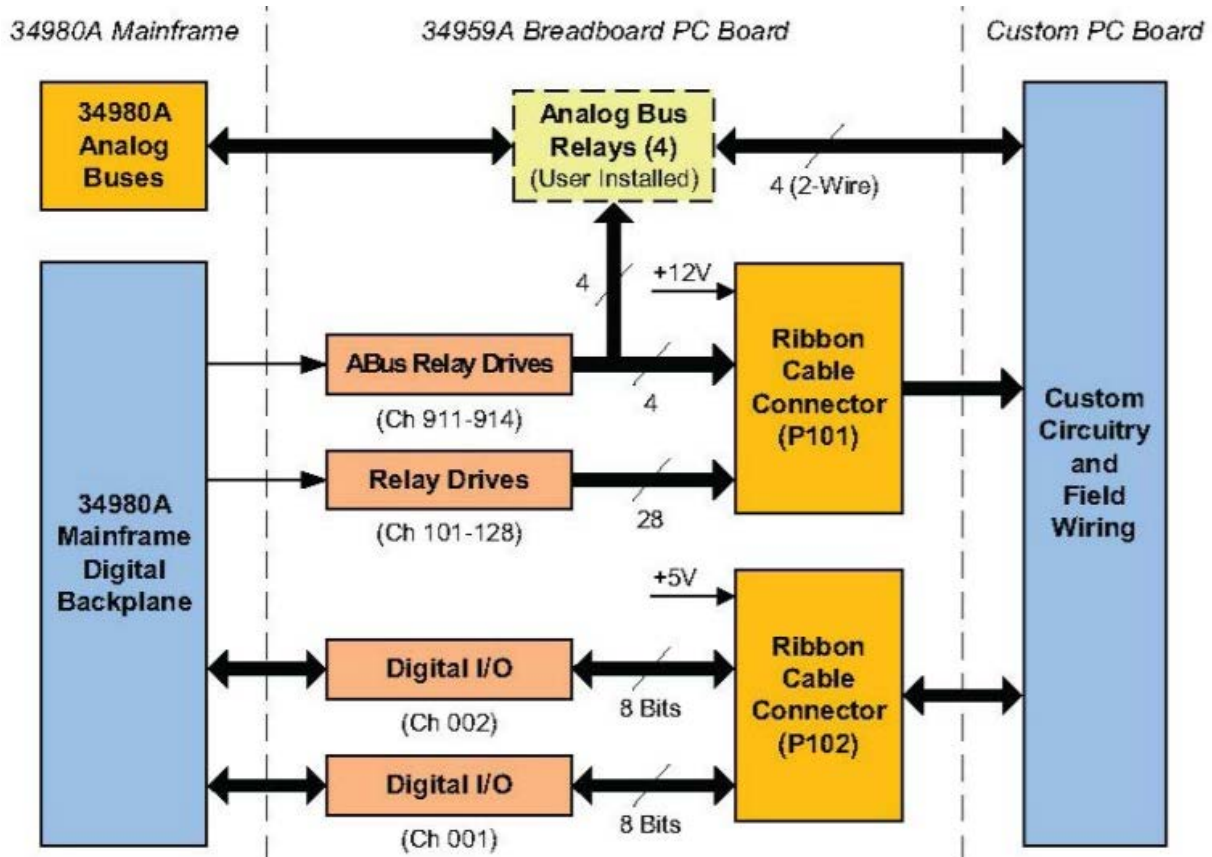 34980A Mainframe
34959A Breadboard PC Board
Custom PC Board
34980A
Analog
Buses
Analog Bus
Relays (4)
(User Installed)
4 (2-Wire)
4
+12V
ABus Relay Drives
(Ch 911-914)
4
Relay Drives
(Ch 101-128)
28
Ribbon
Cable
Connector
(P101)
Custom
Circuitry
and
Field
Wiring
34980A
Mainframe
Digital
Backplane
+5V
Digital I/O
(Ch 002)
8 Bits
Digital I/O
(Ch 001)
8 Bits
Ribbon
Cable
Connector
(P102)